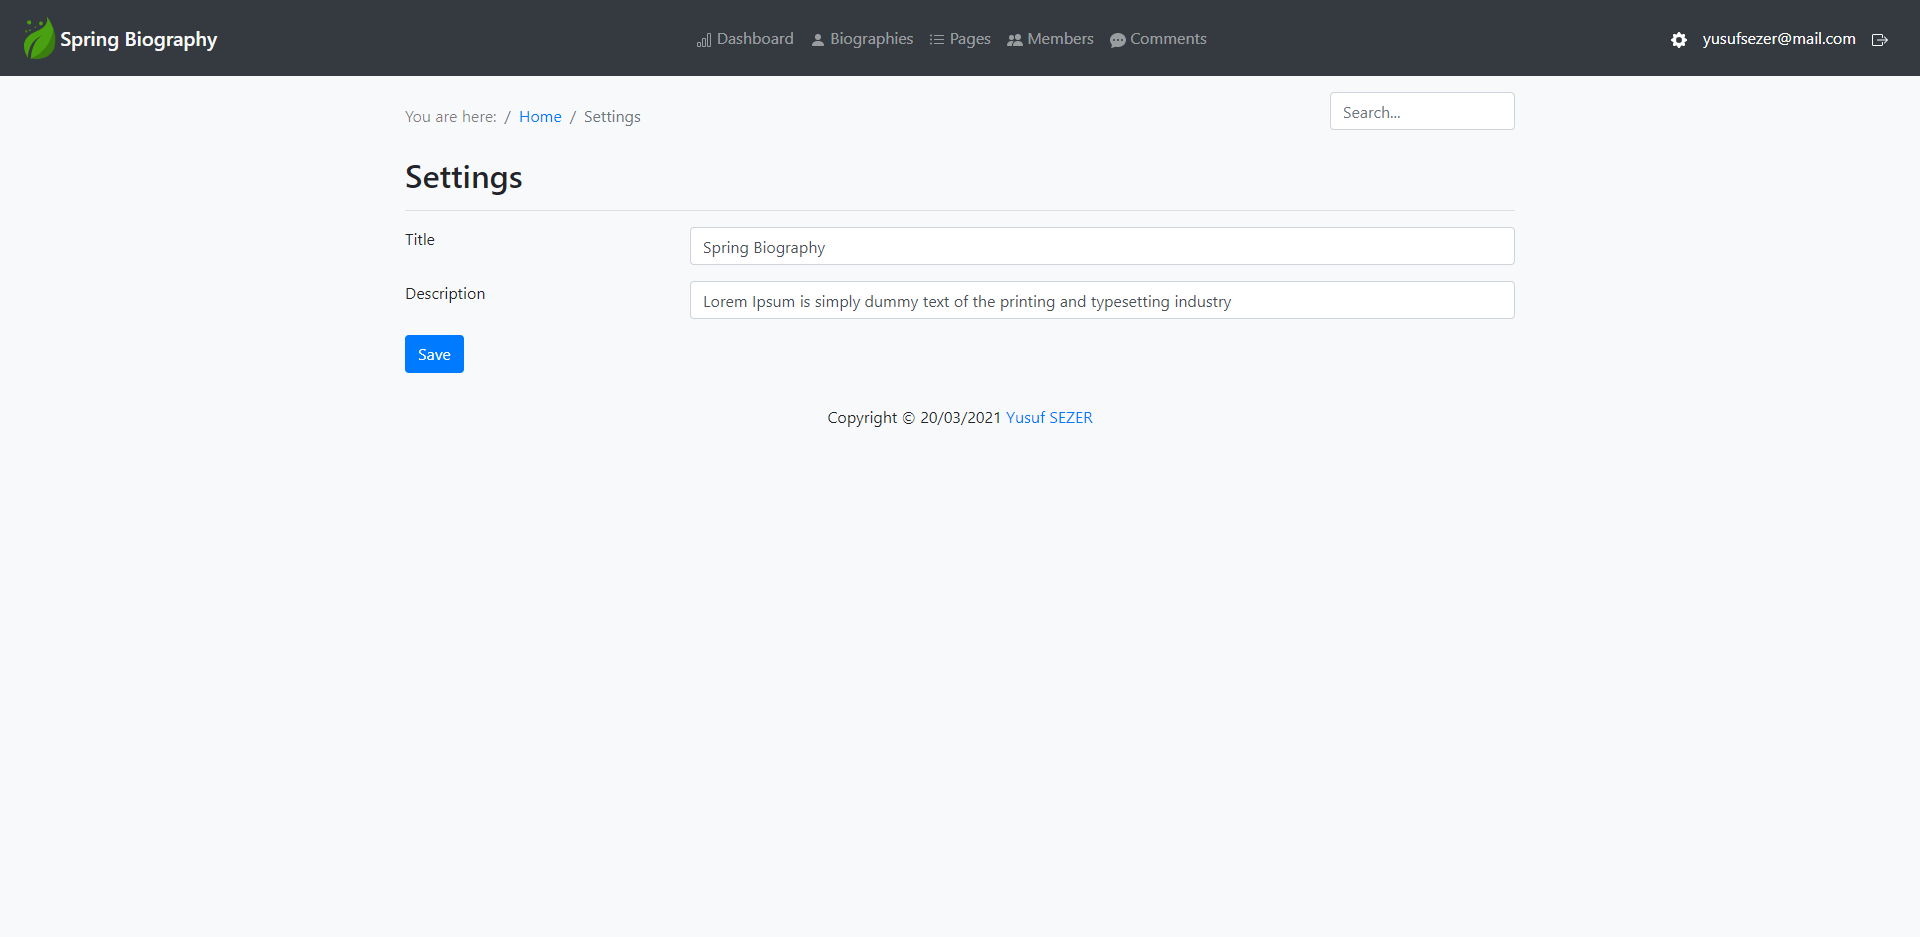 Spring Biography
Dashboard Biographies Pages Members Comments
yusufsezer@mail.com
You are here: / Home / Settings
Search...
Settings
Title
Spring Biography
Description
Lorem Ipsum is simply dummy text of the printing and typesetting industry
Save
Copyright © 20/03/2021 Yusuf SEZER